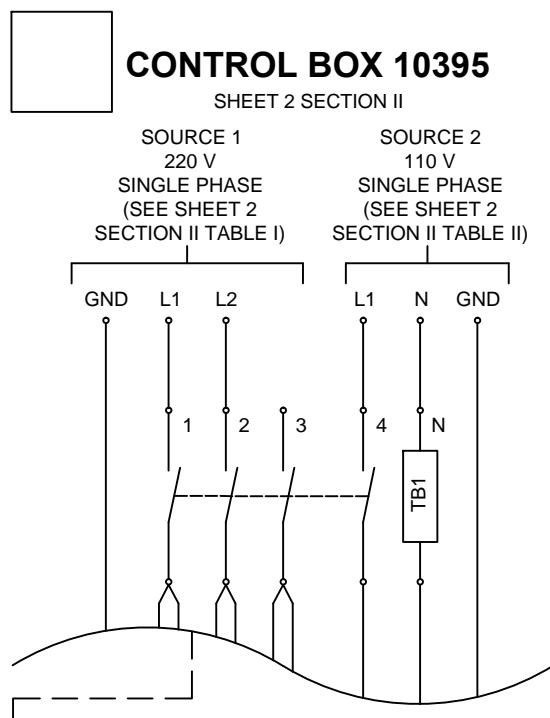 CONTROL BOX 10395
SHEET 2 SECTION II
SOURCE 1
220 V
SINGLE PHASE
(SEE SHEET 2
SECTION II TABLE I)
SOURCE 2
110 V
SINGLE PHASE
(SEE SHEET 2
SECTION II TABLE II)
GND L1 L2 L1 N GND
1 2 3 4 N
TB1